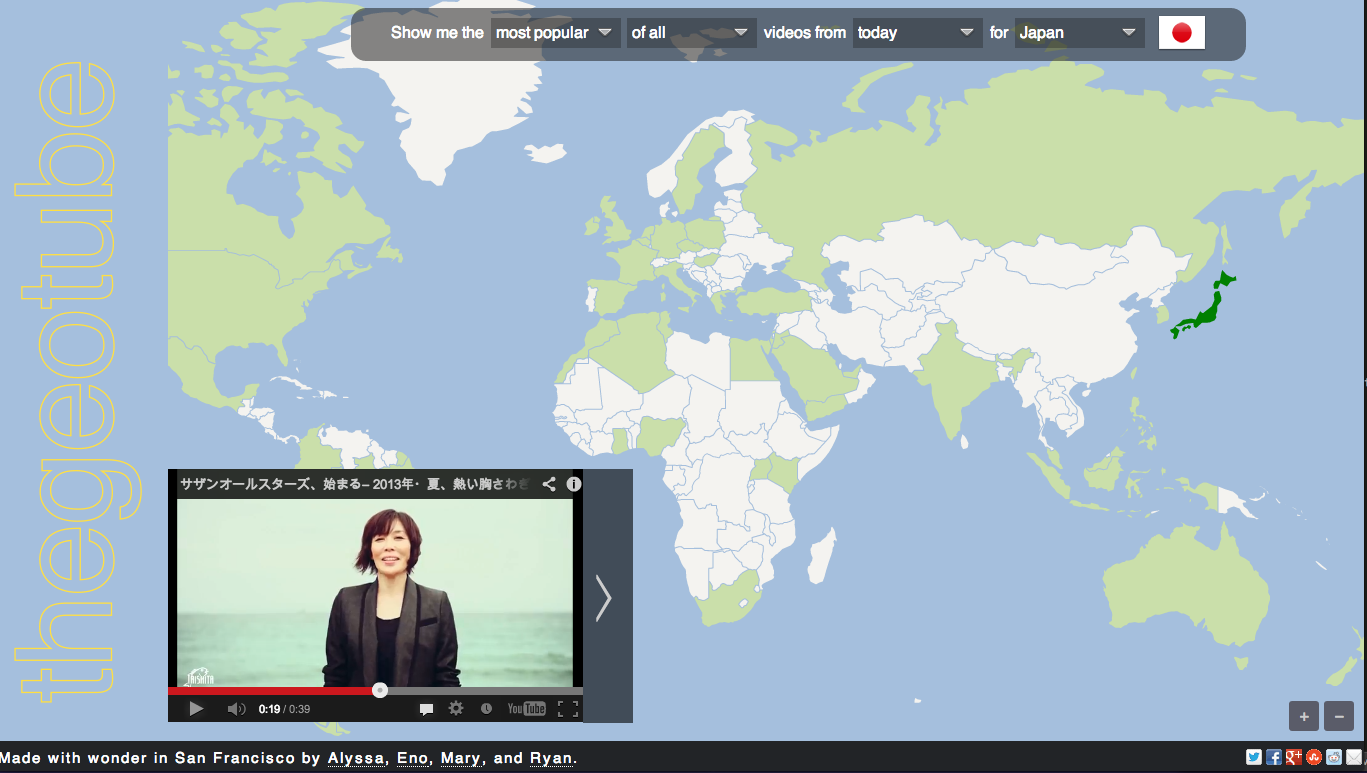 Show me the most popular of all videos from today for Japan
thegeotube
サザンオールスターズ、始まる– 2013年・夏、熱い胸さわぎ
TAISHITA
0:19 / 0:39
YouTube
+ −
Made with wonder in San Francisco by Alyssa, Eno, Mary, and Ryan.